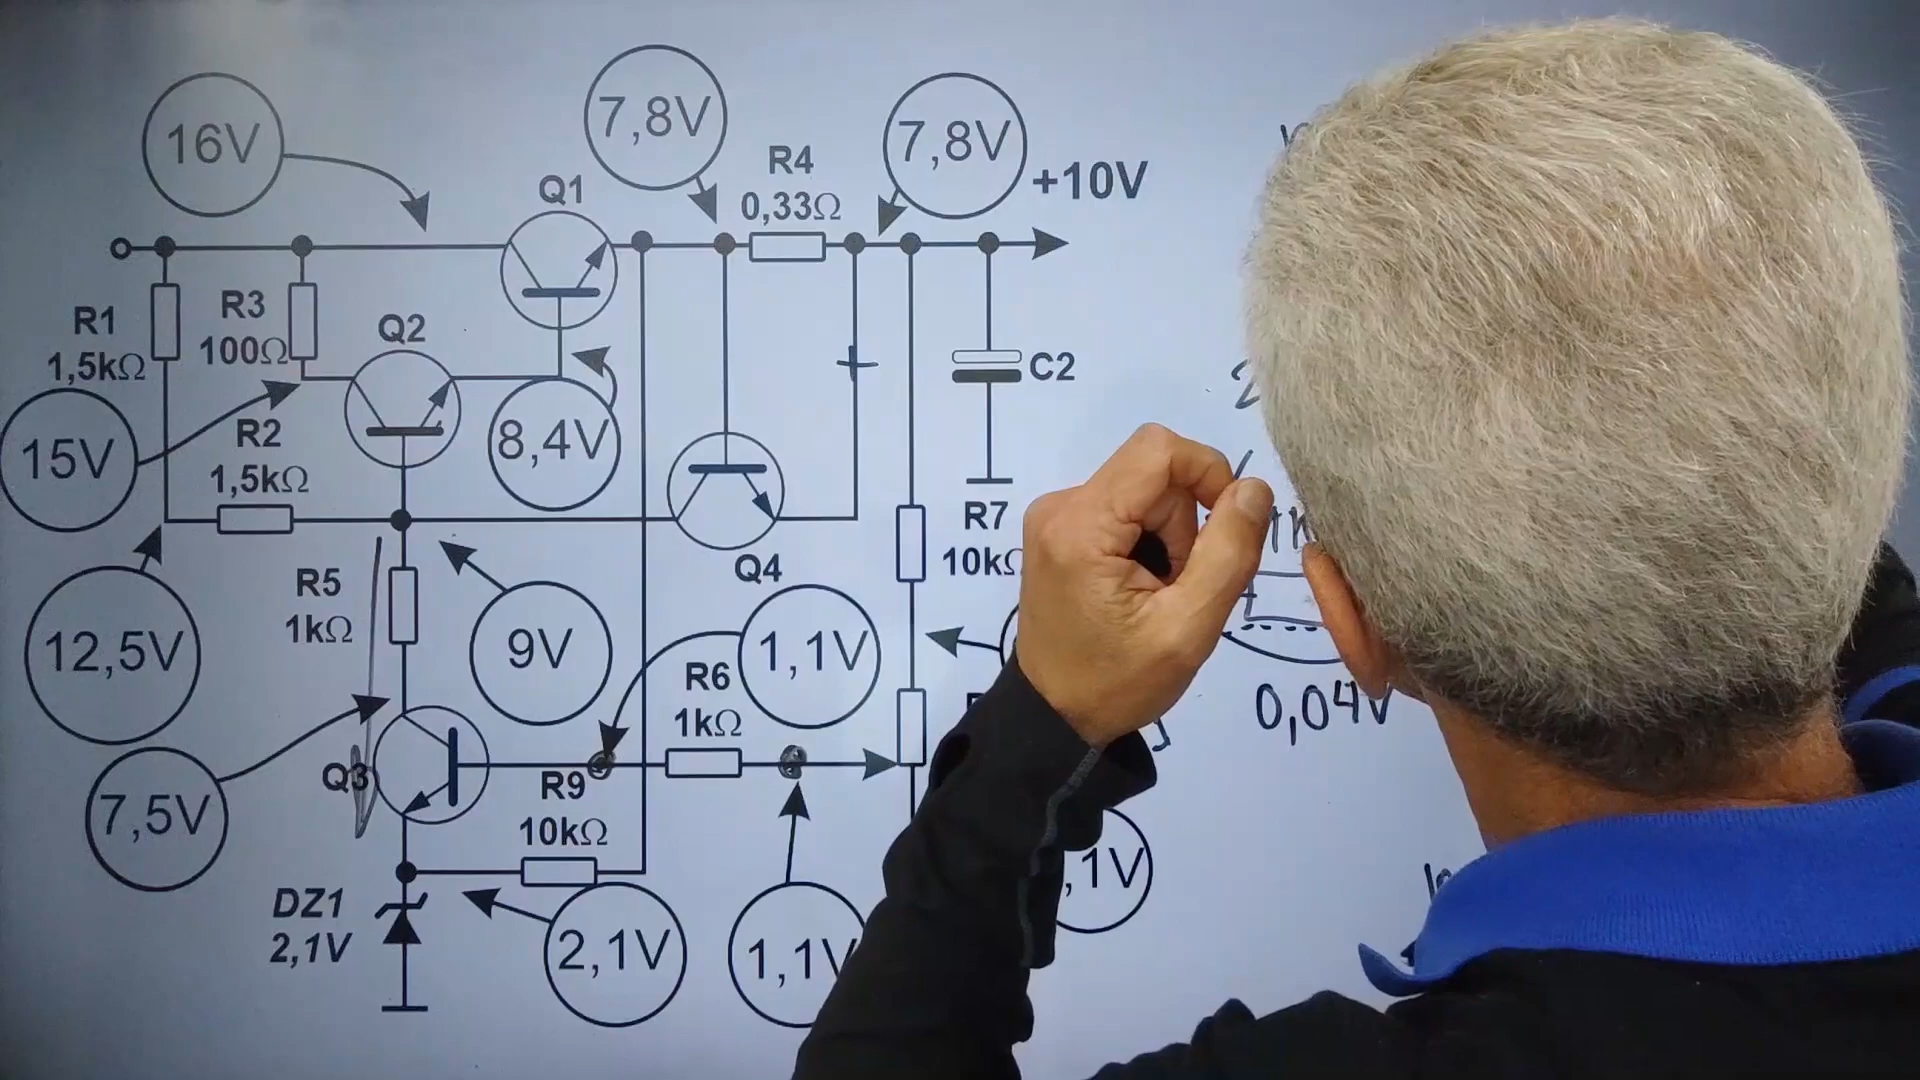 16V
7,8V
7,8V
+10V
R4
0,33Ω
Q1
R1
1,5kΩ
R3
100Ω
Q2
C2
15V
R2
1,5kΩ
8,4V
R7
10kΩ
Q4
R5
1kΩ
12,5V
9V
1,1V
R6
1kΩ
0,04V
Q3
7,5V
R9
10kΩ
,1V
DZ1
2,1V
2,1V
1,1V